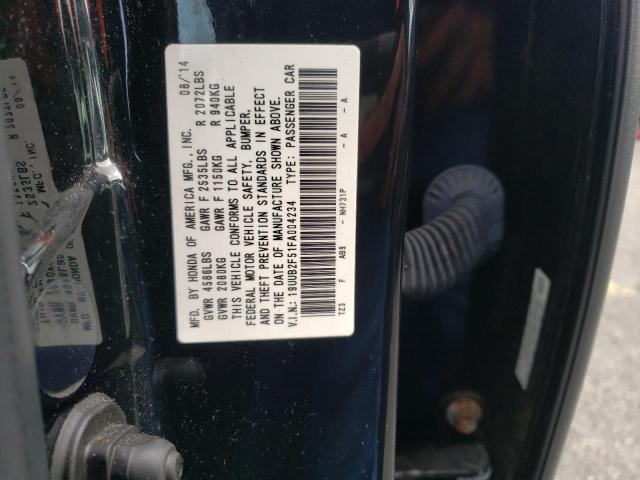 MFD. BY HONDA OF AMERICA MFG., INC. 08/'14
GVWR 4586LBS GAWR F 2535LBS R 2072LBS
GVWR 2080KG GAWR F 1150KG R 940KG
THIS VEHICLE CONFORMS TO ALL APPLICABLE
FEDERAL MOTOR VEHICLE SAFETY, BUMPER,
AND THEFT PREVENTION STANDARDS IN EFFECT
ON THE DATE OF MANUFACTURE SHOWN ABOVE.
V.I.N.: 19UUB2F51FA004234 TYPE: PASSENGER CAR
TZ3 F AB9 - NH731P - A - A